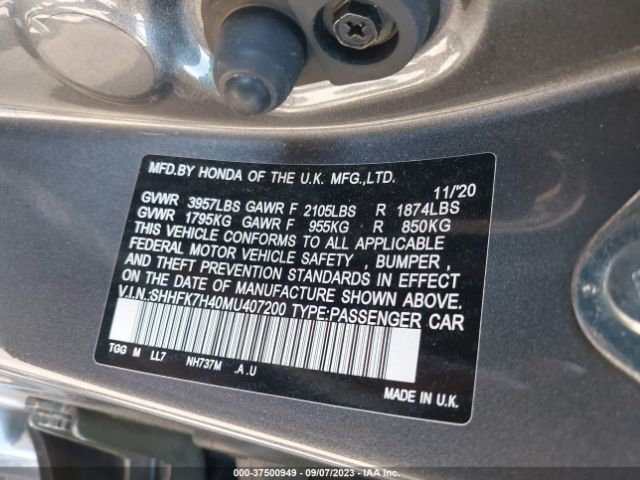 MFD.BY HONDA OF THE U.K. MFG.,LTD.
11/'20
GVWR 3957LBS GAWR F 2105LBS R 1874LBS
GVWR 1795KG GAWR F 955KG R 850KG
THIS VEHICLE CONFORMS TO ALL APPLICABLE
FEDERAL MOTOR VEHICLE SAFETY , BUMPER ,
AND THEFT PREVENTION STANDARDS IN EFFECT
ON THE DATE OF MANUFACTURE SHOWN ABOVE.
V.I.N.:SHHFK7H40MU407200 TYPE:PASSENGER CAR
TGG M LL7 NH737M .A.U
MADE IN U.K.
000-37500949 - 09/07/2023 - IAA Inc.